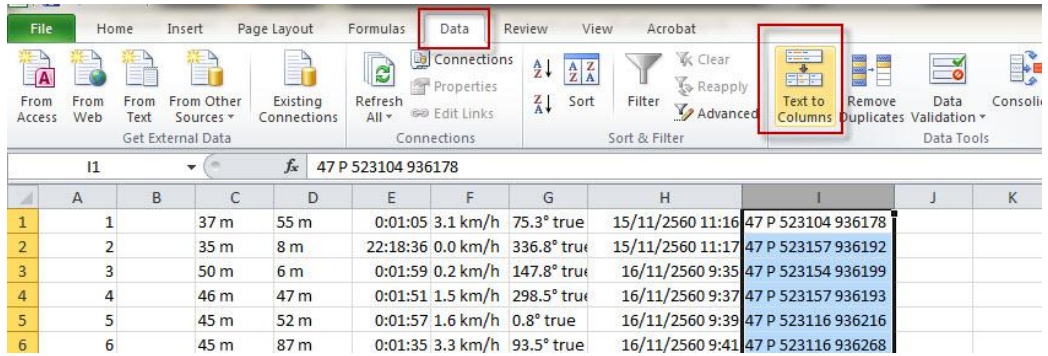 File Home Insert Page Layout Formulas Data Review View Acrobat
From Access
From Web
From Text
From Other Sources
Existing Connections
Get External Data
Refresh All
Connections
Properties
Edit Links
Connections
Sort
Filter
Clear
Reapply
Advanced
Sort & Filter
Text to Columns
Remove Duplicates
Data Validation
Data Tools
I1 fx 47 P 523104 936178
A B C D E F G H I J K
1 1 37 m 55 m 0:01:05 3.1 km/h 75.3° true 15/11/2560 11:16 47 P 523104 936178
2 2 35 m 8 m 22:18:36 0.0 km/h 336.8° true 15/11/2560 11:17 47 P 523157 936192
3 3 50 m 6 m 0:01:59 0.2 km/h 147.8° true 16/11/2560 9:35 47 P 523154 936199
4 4 46 m 47 m 0:01:51 1.5 km/h 298.5° true 16/11/2560 9:37 47 P 523157 936193
5 5 45 m 52 m 0:01:57 1.6 km/h 0.8° true 16/11/2560 9:39 47 P 523116 936216
6 6 45 m 87 m 0:01:35 3.3 km/h 93.5° true 16/11/2560 9:41 47 P 523116 936268